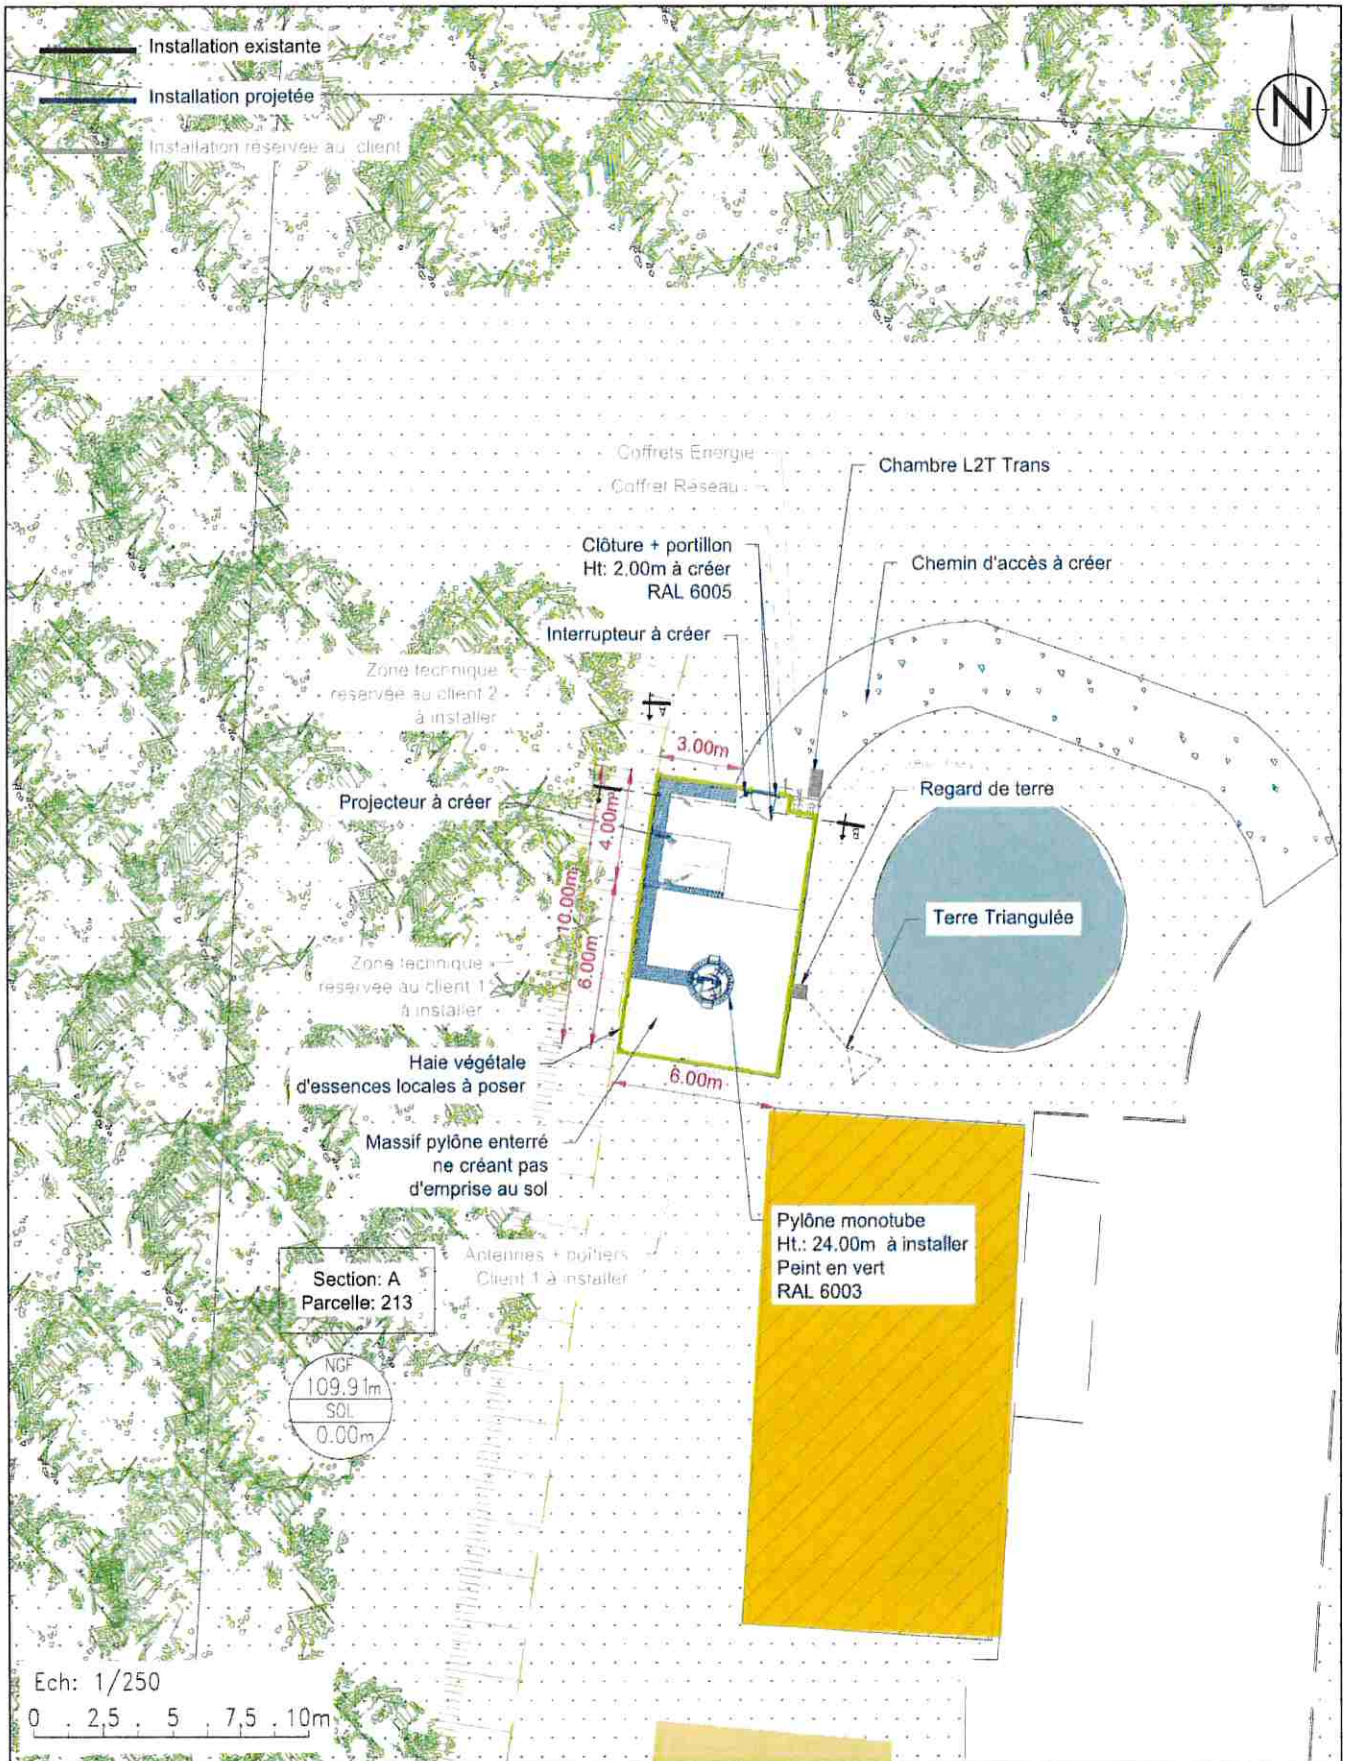 Installation existante
Installation projetée
Installation réservée au client
N
Coffrets Energie
Coffret Réseau
Chambre L2T Trans
Clôture + portillon
Ht: 2,00m à créer
RAL 6005
Chemin d'accès à créer
Interrupteur à créer
Zone technique
réservée au client 2
à installer
A
3.00m
Projecteur à créer
4.00m
Regard de terre
B
10.00m
6.00m
Terre Triangulée
Zone technique
réservée au client 1
à installer
Haie végétale
d'essences locales à poser
6.00m
Massif pylône enterré
ne créant pas
d'emprise au sol
Pylône monotube
Ht.: 24.00m à installer
Peint en vert
RAL 6003
Antennes + boîtiers
Client 1 à installer
Section: A
Parcelle: 213
NGF
109.91m
SOL
0.00m
Ech: 1/250
0 2,5 5 7,5 10m